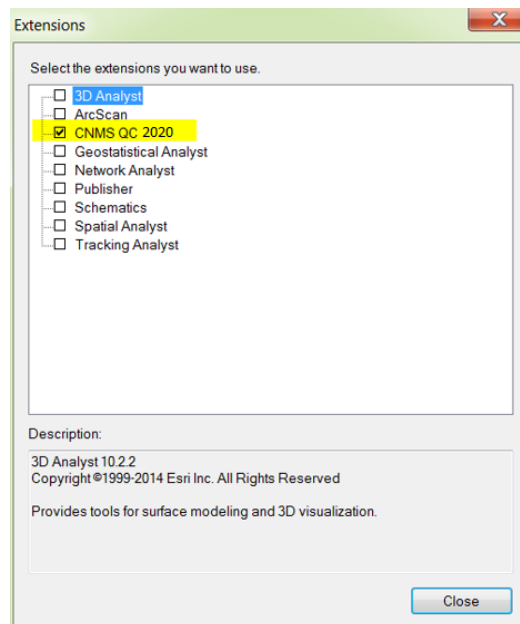 Extensions
X
Select the extensions you want to use.
3D Analyst
ArcScan
CNMS QC 2020
Geostatistical Analyst
Network Analyst
Publisher
Schematics
Spatial Analyst
Tracking Analyst
Description:
3D Analyst 10.2.2
Copyright ©1999-2014 Esri Inc. All Rights Reserved
Provides tools for surface modeling and 3D visualization.
Close